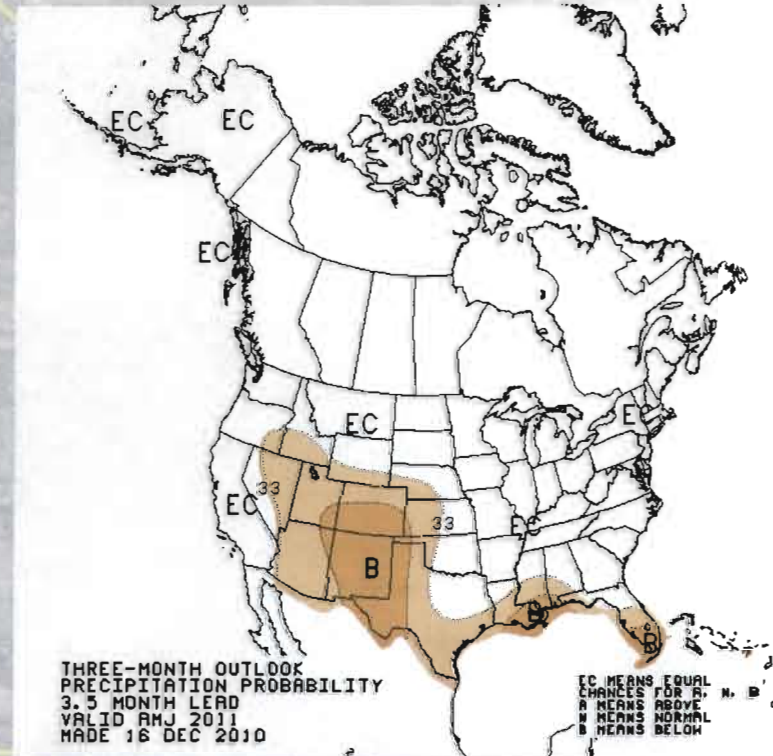 EC
EC
EC
EC
EC
33
EC
33
EC
B
B
B
THREE-MONTH OUTLOOK
PRECIPITATION PROBABILITY
3.5 MONTH LEAD
VALID AMJ 2011
MADE 16 DEC 2010
EC MEANS EQUAL
CHANCES FOR A, N, B
A MEANS ABOVE
N MEANS NORMAL
B MEANS BELOW